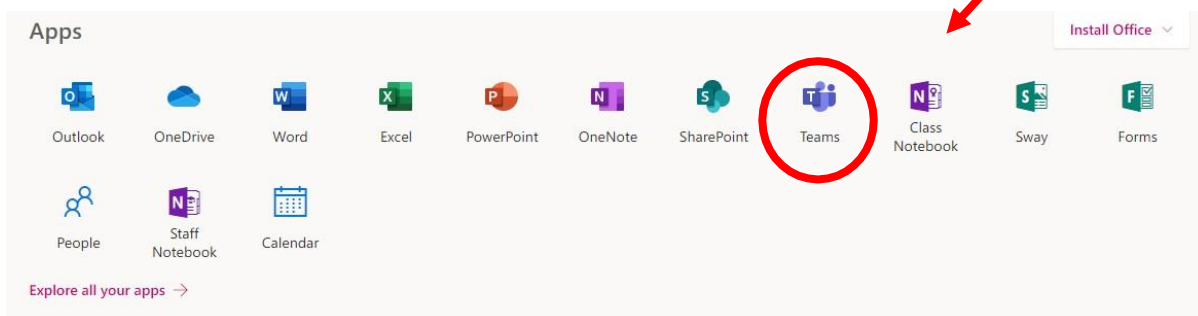 Apps
Install Office
Outlook OneDrive Word Excel PowerPoint OneNote SharePoint Teams Class Notebook Sway Forms
People Staff Notebook Calendar
Explore all your apps →